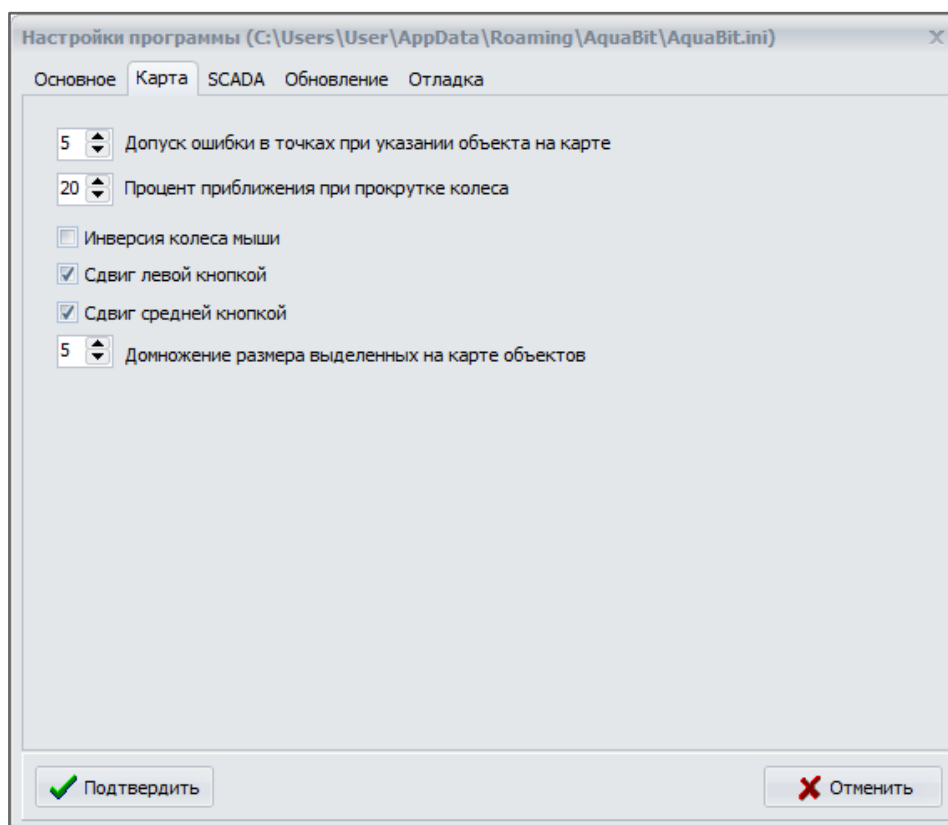 Настройки программы (C:\Users\User\AppData\Roaming\AquaBit\AquaBit.ini) X
Основное Карта SCADA Обновление Отладка
5 Допуск ошибки в точках при указании объекта на карте
20 Процент приближения при прокрутке колеса
Инверсия колеса мыши
Сдвиг левой кнопкой
Сдвиг средней кнопкой
5 Домножение размера выделенных на карте объектов
Подтвердить Отменить